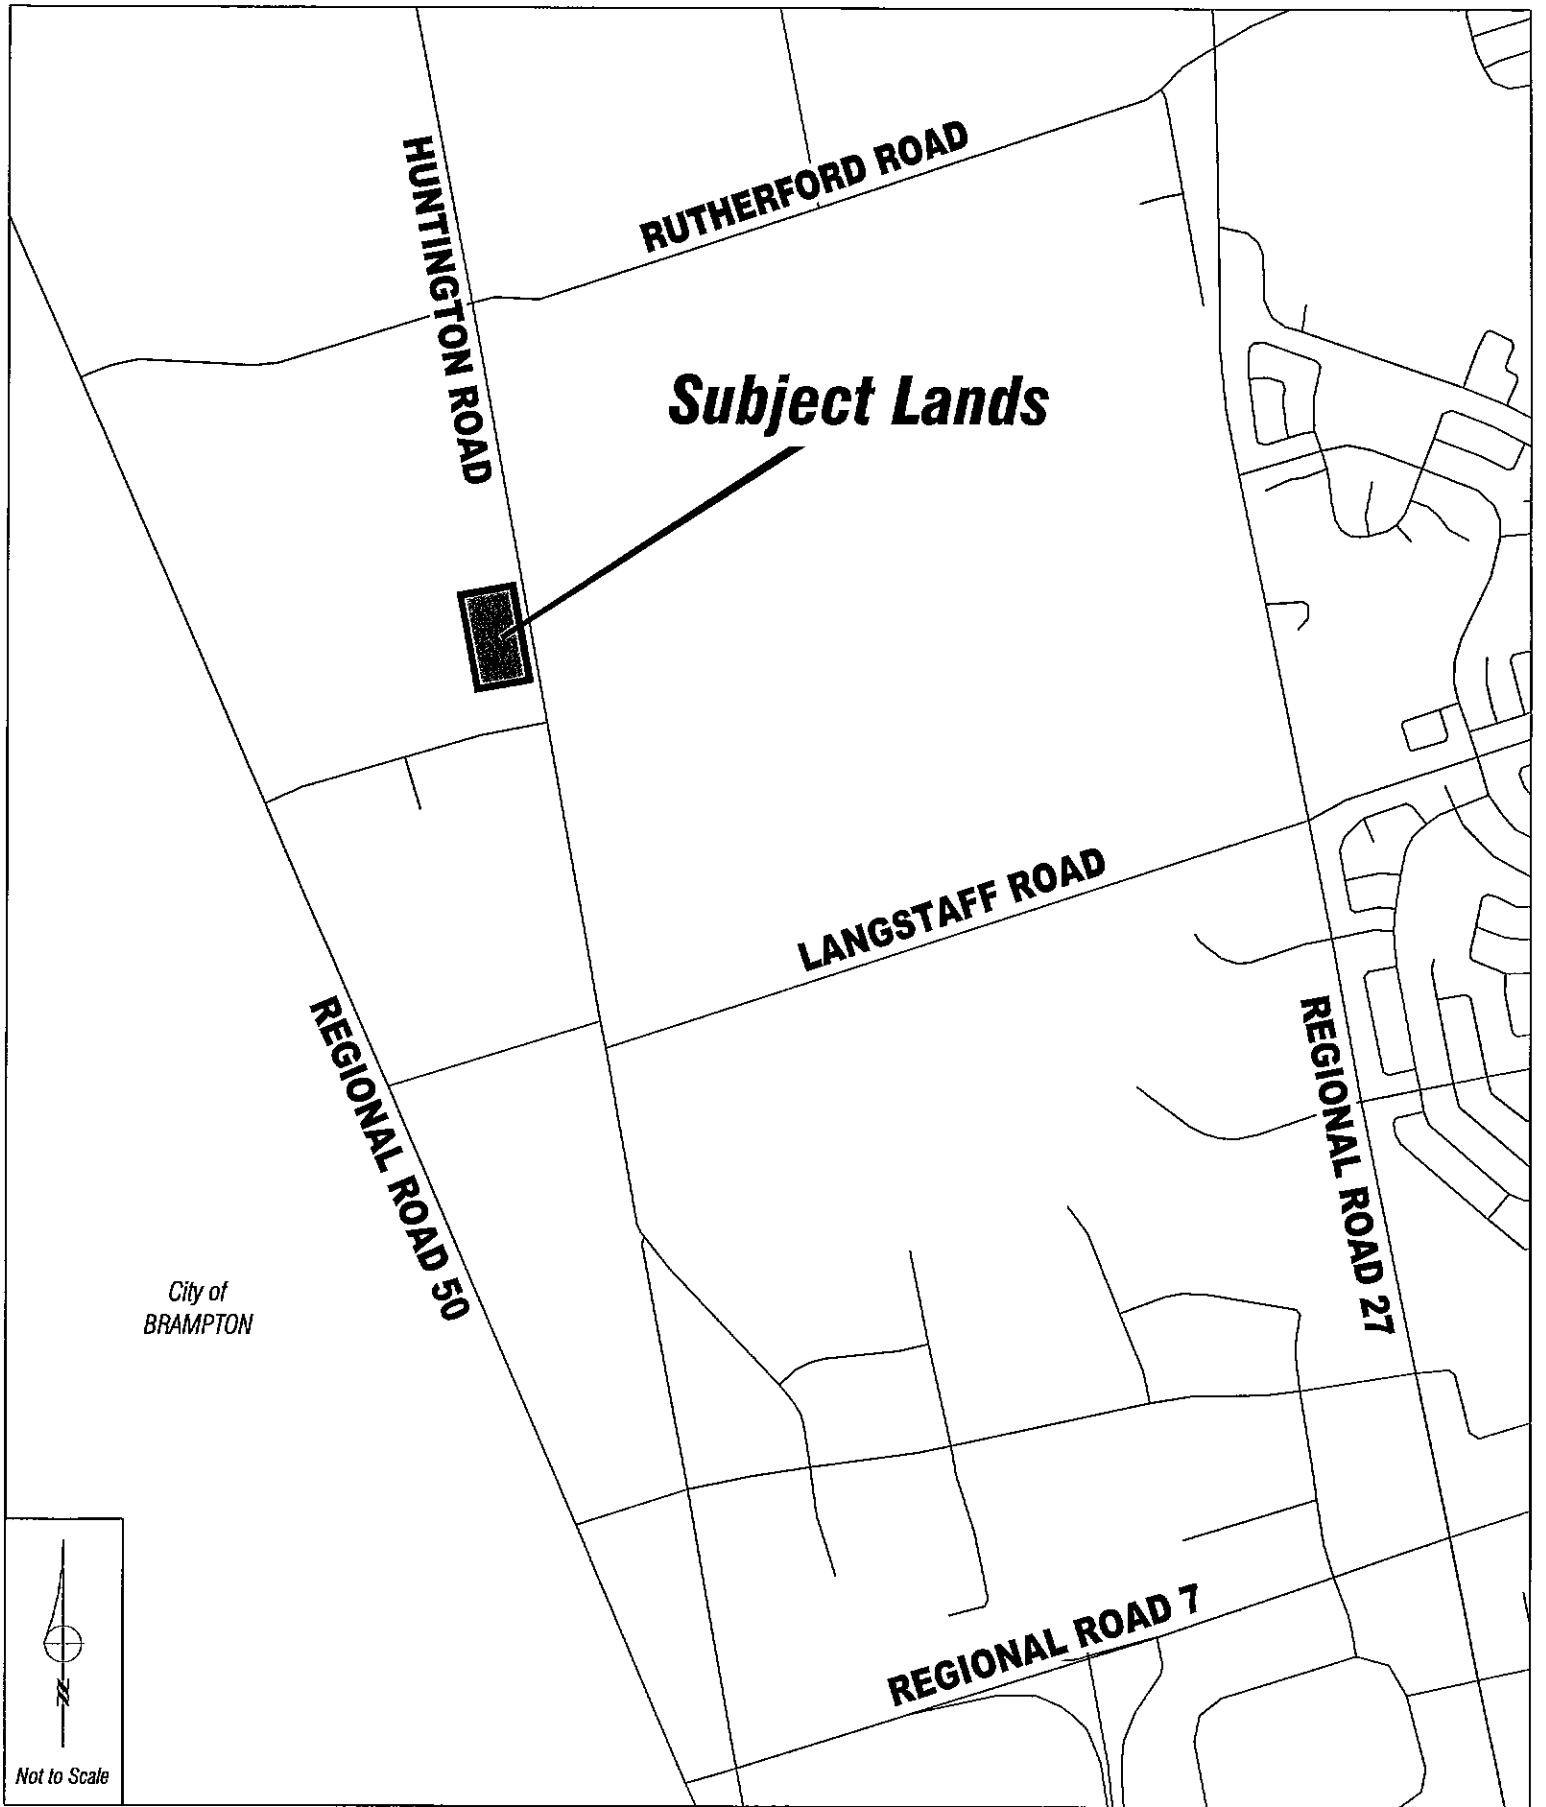 HUNTINGTON ROAD
RUTHERFORD ROAD
Subject Lands
LANGSTAFF ROAD
REGIONAL ROAD 50
REGIONAL ROAD 27
City of
BRAMPTON
REGIONAL ROAD 7
N
Not to Scale